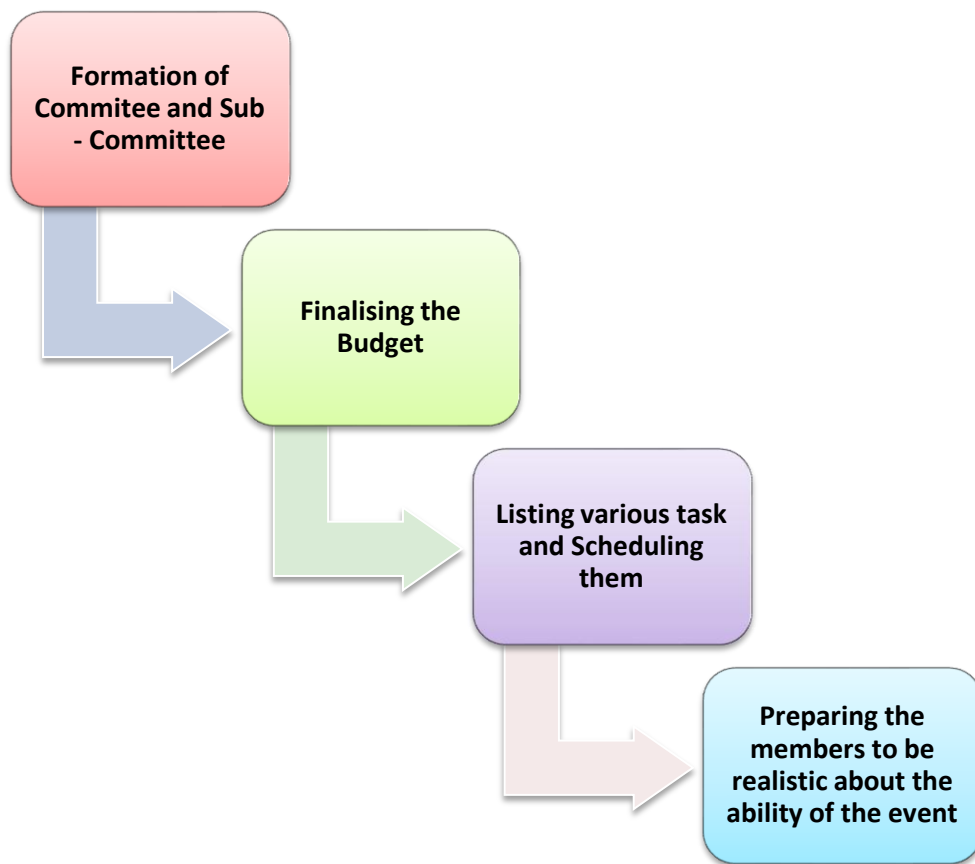 Formation of
Commitee and Sub
- Committee
Finalising the
Budget
Listing various task
and Scheduling
them
Preparing the
members to be
realistic about the
ability of the event